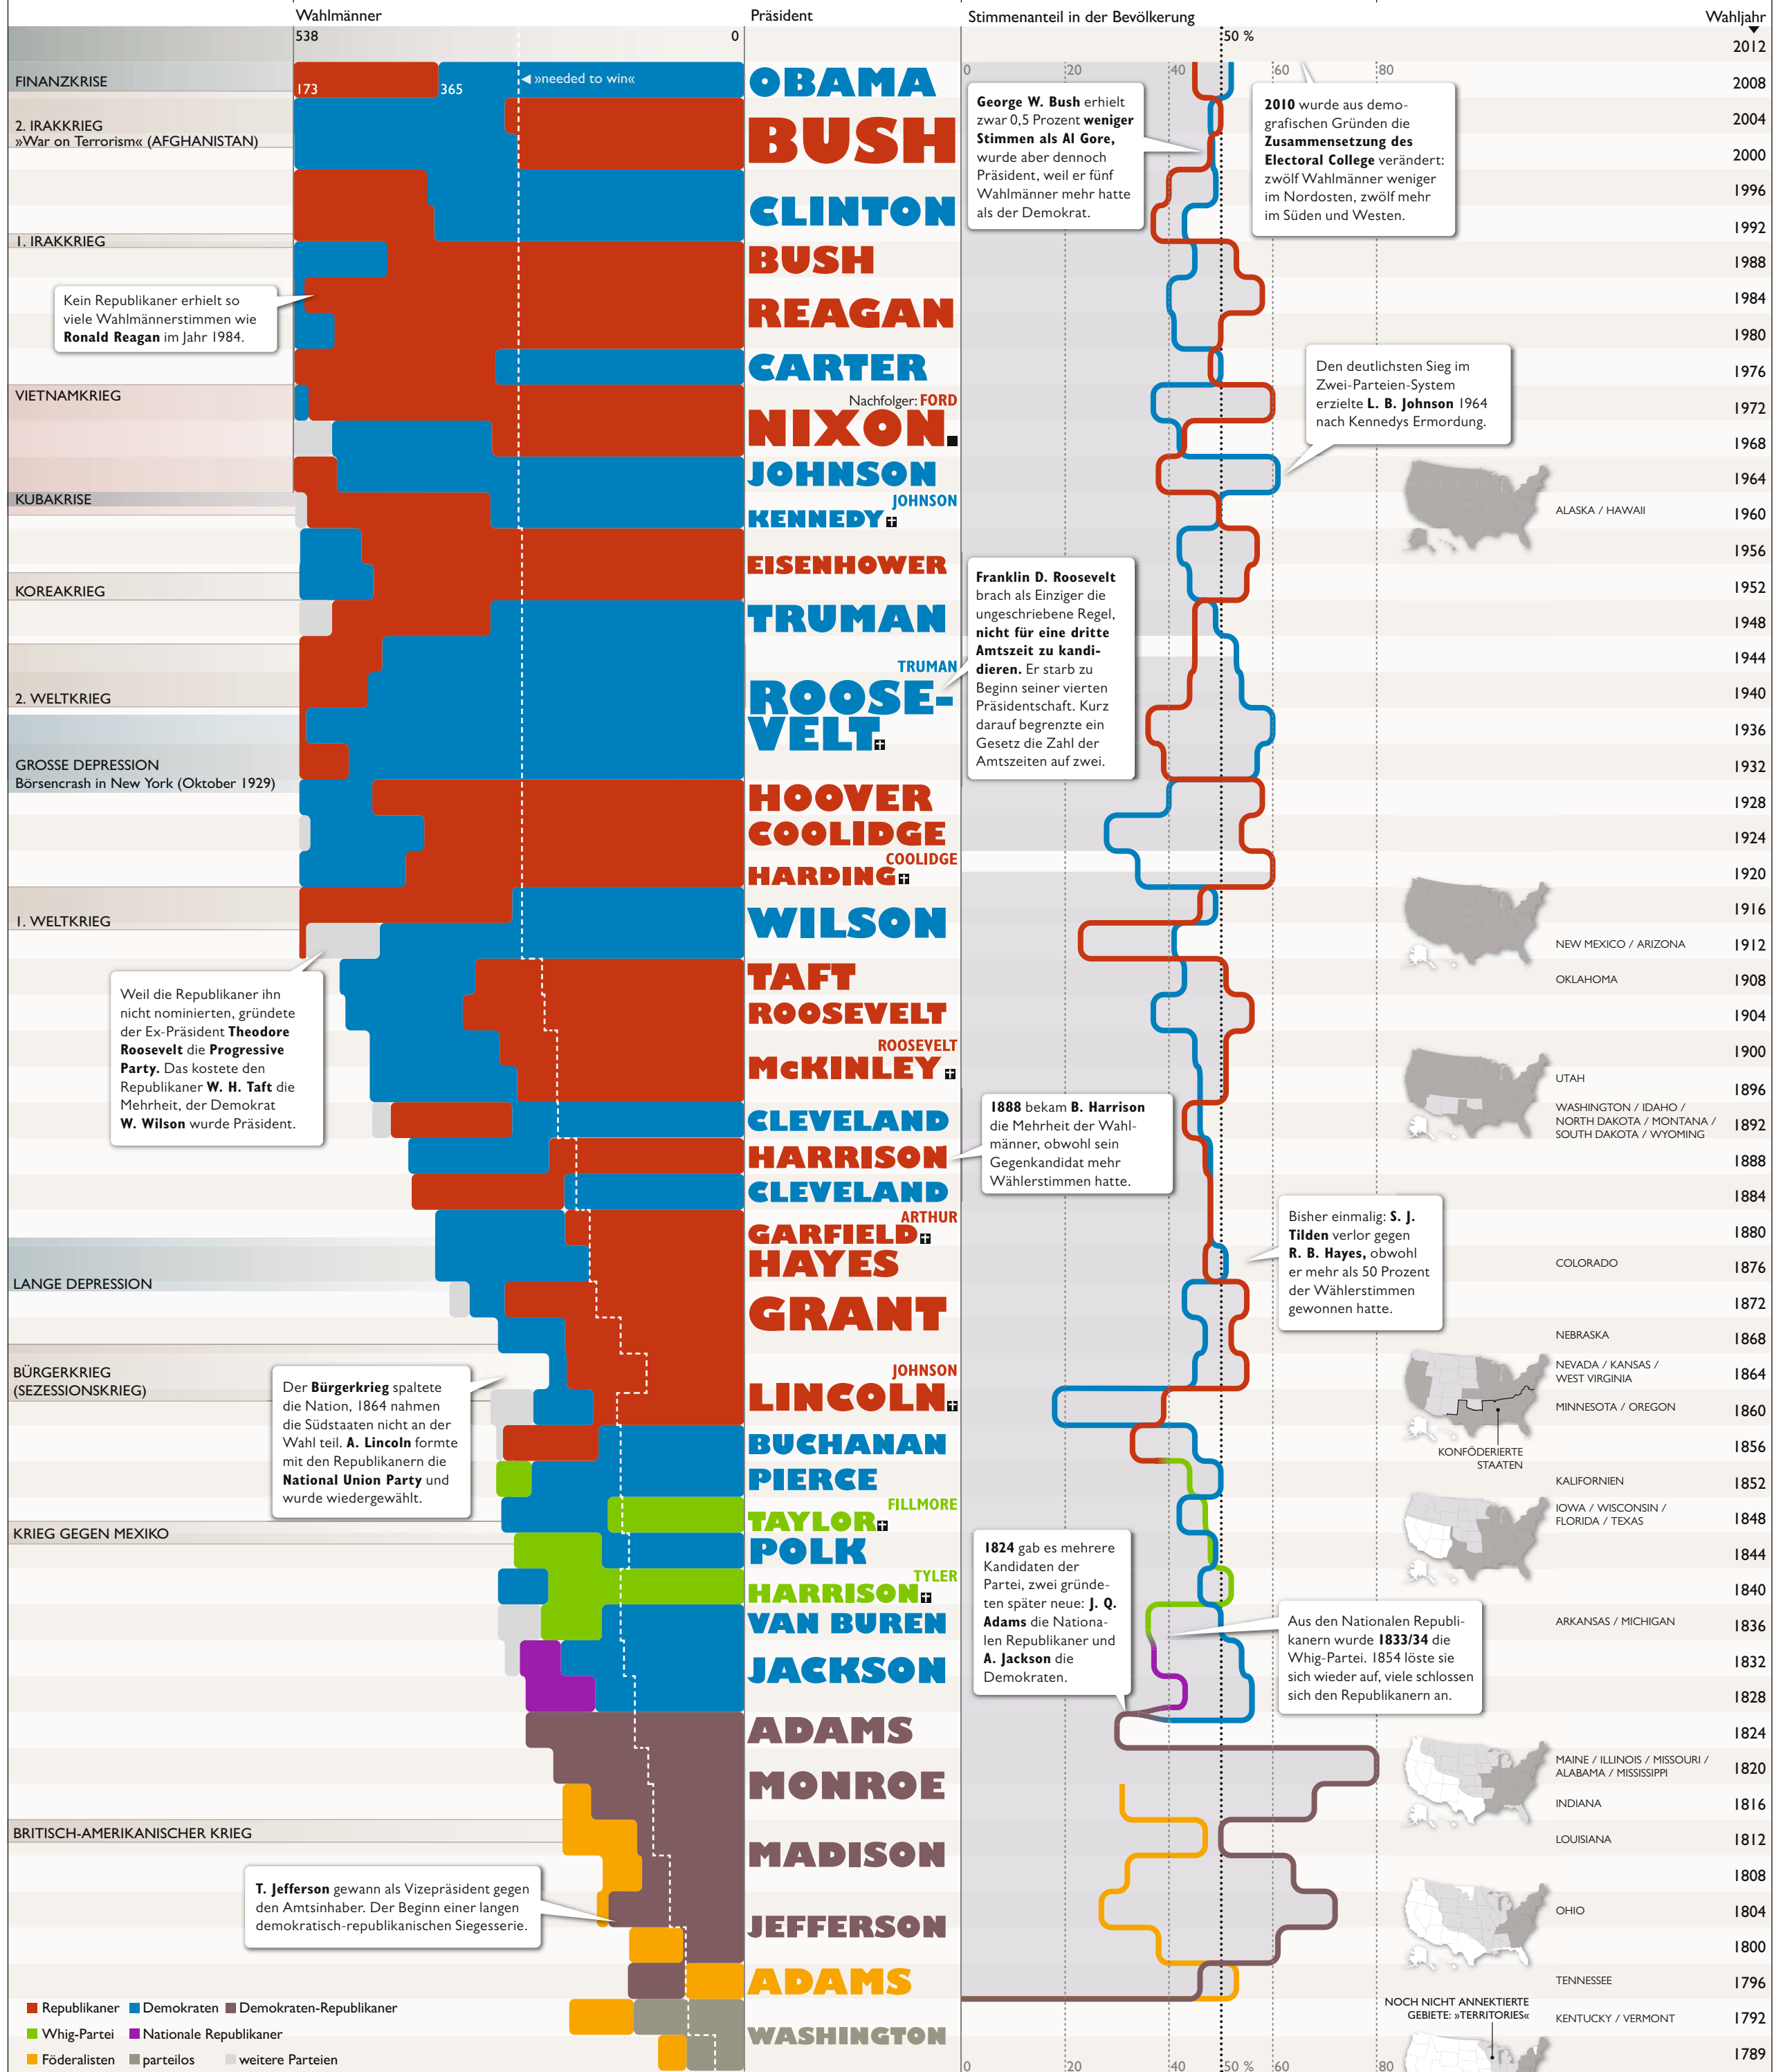 Wahlmänner
Präsident
Stimmenanteil in der Bevölkerung
Wahljahr
538
0
50 %
2012
0
20
40
60
80
FINANZKRISE
173
365
»needed to win«
OBAMA
2008
2. IRAKKRIEG
»War on Terrorism« (AFGHANISTAN)
BUSH
2004
2000
George W. Bush erhielt
zwar 0,5 Prozent weniger
Stimmen als Al Gore,
wurde aber dennoch
Präsident, weil er fünf
Wahlmänner mehr hatte
als der Demokrat.
2010 wurde aus demo-
grafischen Gründen die
Zusammensetzung des
Electoral College verändert:
zwölf Wahlmänner weniger
im Nordosten, zwölf mehr
im Süden und Westen.
CLINTON
1996
1992
1. IRAKKRIEG
BUSH
1988
Kein Republikaner erhielt so
viele Wahlmännerstimmen wie
Ronald Reagan im Jahr 1984.
REAGAN
1984
1980
CARTER
1976
Den deutlichsten Sieg im
Zwei-Parteien-System
erzielte L. B. Johnson 1964
nach Kennedys Ermordung.
VIETNAMKRIEG
Nachfolger: FORD
NIXON
1972
1968
JOHNSON
1964
KUBAKRISE
JOHNSON
KENNEDY
ALASKA / HAWAII
1960
EISENHOWER
1956
1952
KOREAKRIEG
TRUMAN
1948
Franklin D. Roosevelt
brach als Einziger die
ungeschriebene Regel,
nicht für eine dritte
Amtszeit zu kandi-
dieren. Er starb zu
Beginn seiner vierten
Präsidentschaft. Kurz
darauf begrenzte ein
Gesetz die Zahl der
Amtszeiten auf zwei.
TRUMAN
ROOSE-
VELT
1944
1940
1936
1932
2. WELTKRIEG
GROSSE DEPRESSION
Börsencrash in New York (Oktober 1929)
HOOVER
1928
COOLIDGE
1924
COOLIDGE
HARDING
1920
1. WELTKRIEG
WILSON
1916
NEW MEXICO / ARIZONA
1912
Weil die Republikaner ihn
nicht nominierten, gründete
der Ex-Präsident Theodore
Roosevelt die Progressive
Party. Das kostete den
Republikaner W. H. Taft die
Mehrheit, der Demokrat
W. Wilson wurde Präsident.
TAFT
OKLAHOMA
1908
ROOSEVELT
1904
ROOSEVELT
McKINLEY
1900
UTAH
1896
CLEVELAND
WASHINGTON / IDAHO /
NORTH DAKOTA / MONTANA /
SOUTH DAKOTA / WYOMING
1892
1888 bekam B. Harrison
die Mehrheit der Wahl-
männer, obwohl sein
Gegenkandidat mehr
Wählerstimmen hatte.
HARRISON
1888
CLEVELAND
1884
ARTHUR
GARFIELD
1880
Bisher einmalig: S. J.
Tilden verlor gegen
R. B. Hayes, obwohl
er mehr als 50 Prozent
der Wählerstimmen
gewonnen hatte.
HAYES
COLORADO
1876
LANGE DEPRESSION
GRANT
1872
NEBRASKA
1868
BÜRGERKRIEG
(SEZESSIONSKRIEG)
Der Bürgerkrieg spaltete
die Nation, 1864 nahmen
die Südstaaten nicht an der
Wahl teil. A. Lincoln formte
mit den Republikanern die
National Union Party und
wurde wiedergewählt.
JOHNSON
LINCOLN
NEVADA / KANSAS /
WEST VIRGINIA
1864
MINNESOTA / OREGON
1860
KONFÖDERIERTE
STAATEN
BUCHANAN
1856
PIERCE
KALIFORNIEN
1852
FILLMORE
TAYLOR
IOWA / WISCONSIN /
FLORIDA / TEXAS
1848
KRIEG GEGEN MEXIKO
POLK
1844
TYLER
HARRISON
1840
1824 gab es mehrere
Kandidaten der
Partei, zwei gründe-
ten später neue: J. Q.
Adams die Nationa-
len Republikaner und
A. Jackson die
Demokraten.
VAN BUREN
ARKANSAS / MICHIGAN
1836
Aus den Nationalen Republi-
kanern wurde 1833/34 die
Whig-Partei. 1854 löste sie
sich wieder auf, viele schlossen
sich den Republikanern an.
JACKSON
1832
1828
ADAMS
1824
MONROE
MAINE / ILLINOIS / MISSOURI /
ALABAMA / MISSISSIPPI
1820
INDIANA
1816
BRITISCH-AMERIKANISCHER KRIEG
MADISON
LOUISIANA
1812
1808
T. Jefferson gewann als Vizepräsident gegen
den Amtsinhaber. Der Beginn einer langen
demokratisch-republikanischen Siegesserie.
JEFFERSON
OHIO
1804
1800
ADAMS
TENNESSEE
1796
NOCH NICHT ANNEKTIERTE
GEBIETE: »TERRITORIES«
WASHINGTON
KENTUCKY / VERMONT
1792
1789
Republikaner
Demokraten
Demokraten-Republikaner
Whig-Partei
Nationale Republikaner
Föderalisten
parteilos
weitere Parteien
0
20
40
50 %
60
80